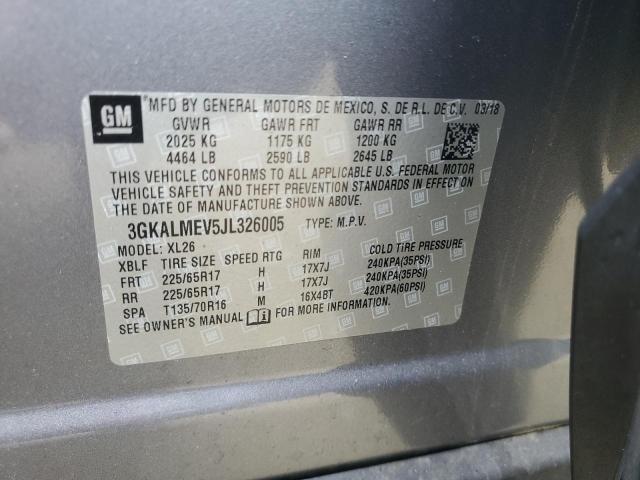 GM MFD BY GENERAL MOTORS DE MEXICO, S. DE R.L. DE C.V. 03/18
GVWR GAWR FRT GAWR RR
2025 KG 1175 KG 1200 KG
4464 LB 2590 LB 2645 LB
THIS VEHICLE CONFORMS TO ALL APPLICABLE U.S. FEDERAL MOTOR
VEHICLE SAFETY AND THEFT PREVENTION STANDARDS IN EFFECT ON
THE DATE OF MANUFACTURE SHOWN ABOVE.
3GKALMEV5JL326005 TYPE: M.P.V.
MODEL: XL26
XBLF TIRE SIZE SPEED RTG RIM COLD TIRE PRESSURE
FRT 225/65R17 H 17X7J 240KPA(35PSI)
RR 225/65R17 H 17X7J 240KPA(35PSI)
SPA T135/70R16 M 16X4BT 420KPA(60PSI)
SEE OWNER'S MANUAL FOR MORE INFORMATION.